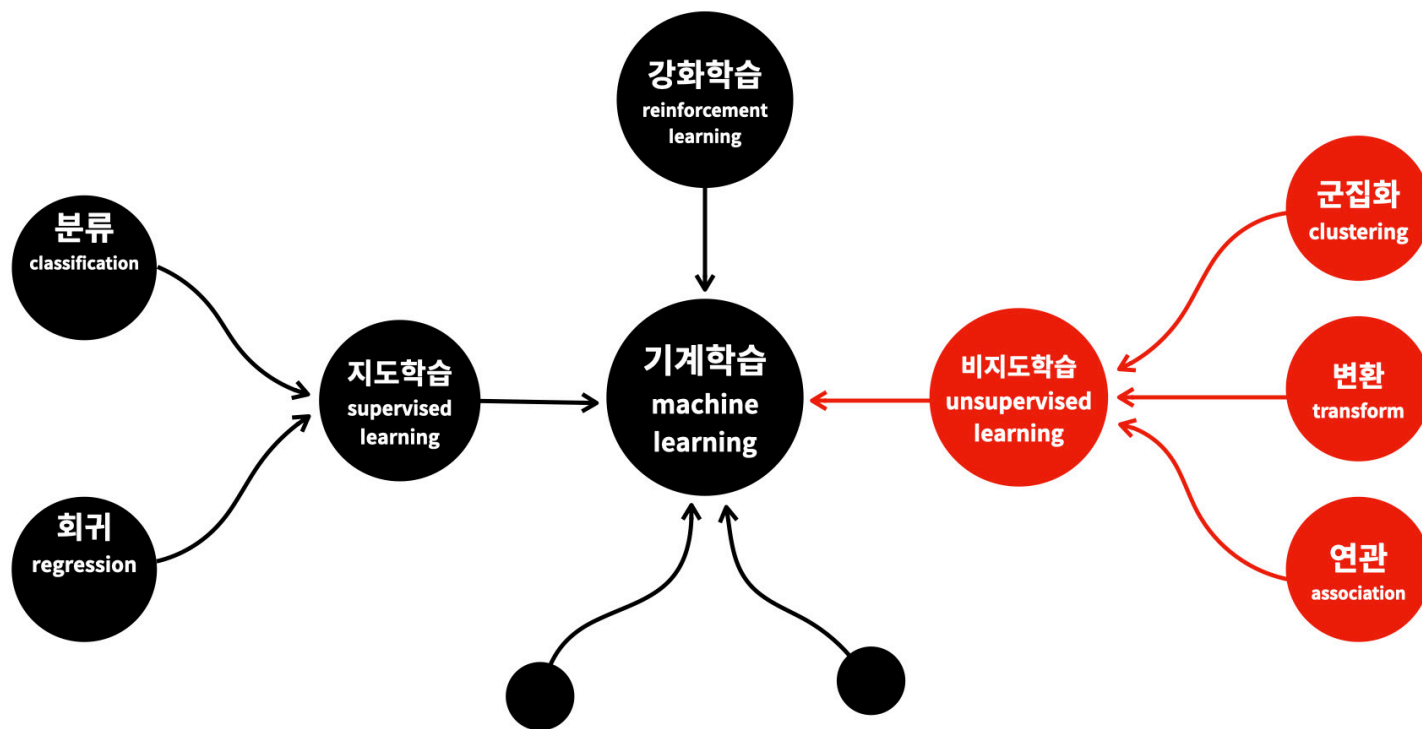 강화학습
reinforcement
learning
분류
classification
회귀
regression
지도학습
supervised
learning
기계학습
machine
learning
비지도학습
unsupervised
learning
군집화
clustering
변환
transform
연관
association